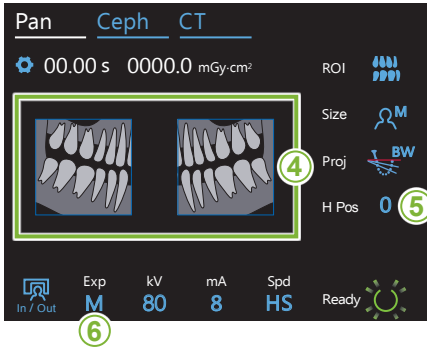 Pan Ceph CT
00.00 s 0000.0 mGy·cm²
ROI
Size M
4
Proj BW
H Pos 0 5
Exp kV mA Spd
In / Out M 80 8 HS Ready
6